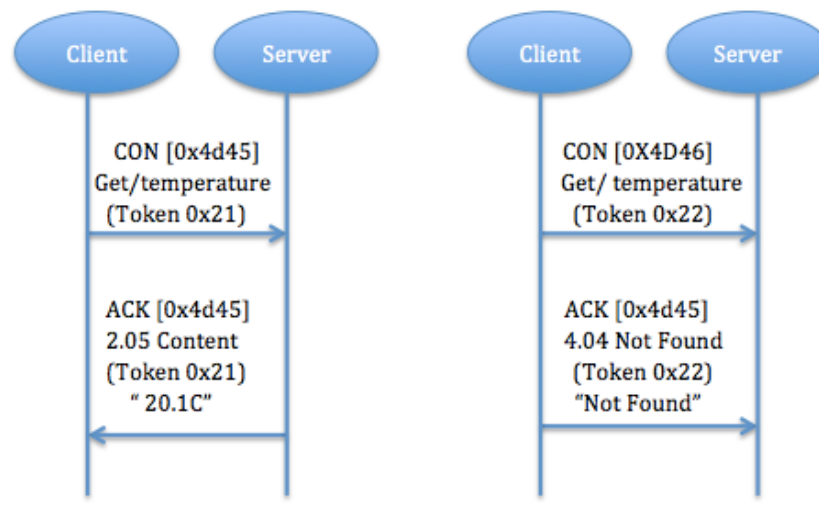 Client
Server
CON [0x4d45]
Get/temperature
(Token 0x21)
ACK [0x4d45]
2.05 Content
(Token 0x21)
“ 20.1C”
Client
Server
CON [0X4D46]
Get/ temperature
(Token 0x22)
ACK [0x4d45]
4.04 Not Found
(Token 0x22)
“Not Found”